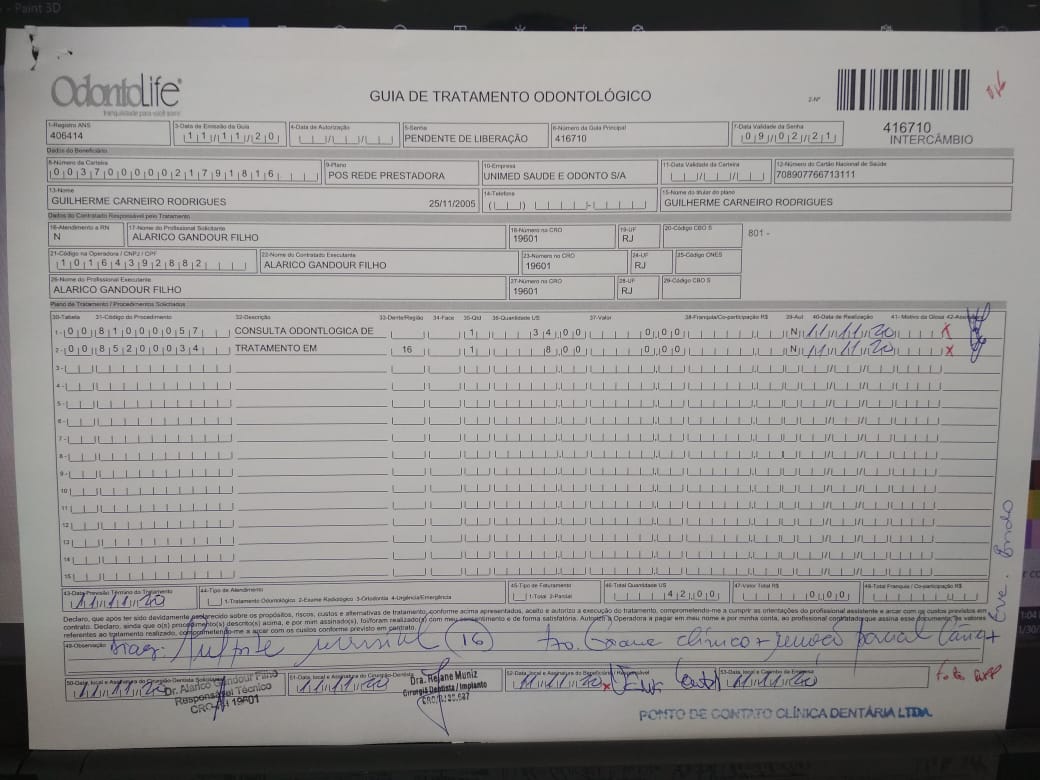 - Paint 3D
OdontoLife
tranquilidade para você!
GUIA DE TRATAMENTO ODONTOLÓGICO
2-Nº
416710
INTERCÂMBIO
1-Registro ANS
406414
3-Data de Emissão da Guia
11/11/20
4-Data de Autorização
5-Senha
PENDENTE DE LIBERAÇÃO
6-Número da Guia Principal
416710
7-Data Validade da Senha
09/02/21
Dados do Beneficiário
8-Número da Carteira
00370000021791816
9-Plano
POS REDE PRESTADORA
10-Empresa
UNIMED SAUDE E ODONTO S/A
11-Data Validade da Carteira
12-Número do Cartão Nacional de Saúde
708907766713111
13-Nome
GUILHERME CARNEIRO RODRIGUES 25/11/2005
14-Telefone
15-Nome do titular do plano
GUILHERME CARNEIRO RODRIGUES
Dados do Contratado Responsável pelo Tratamento
16-Atendimento a RN
N
17-Nome do Profissional Solicitante
ALARICO GANDOUR FILHO
18-Número no CRO
19601
19-UF
RJ
20-Código CBO S
801 -
21-Código na Operadora / CNPJ / CPF
10164392882
22-Nome do Contratado Executante
ALARICO GANDOUR FILHO
23-Número no CRO
19601
24-UF
RJ
25-Código CNES
26-Nome do Profissional Executante
ALARICO GANDOUR FILHO
27-Número no CRO
19601
28-UF
RJ
29-Código CBO S
Plano de Tratamento / Procedimentos Solicitados
30-Tabela 31-Código do Procedimento 32-Descrição 33-Dente/Região 34-Face 35-Qtd 36-Quantidade US 37-Valor 38-Franquia/Co-participação R$ 39-Aut 40-Data de Realização 41- Motivo da Glosa 42-Assinatura
1- 00 81000057 CONSULTA ODONTLOGICA DE 1 34,00 0,00 N 11/11/20 x
2- 00 85200034 TRATAMENTO EM 16 1 8,00 0,00 N 11/11/20 x
3-
4-
5-
6-
7-
8-
9-
10
11
12
13
14
15
43-Data Previsão Término do Tratamento
11/11/20
44-Tipo de Atendimento
1-Tratamento Odontológico 2-Exame Radiológico 3-Ortodontia 4-Urgência/Emergência
45-Tipo de Faturamento
1-Total 2-Parcial
46-Total Quantidade US
42,00
47-Valor Total R$
0,00
48-Total Franquia / Co-participação R$
Declaro, que após ter sido devidamente esclarecido sobre os propósitos, riscos, custos e alternativas de tratamento, conforme acima apresentados, aceito e autorizo a execução do tratamento, comprometendo-me a cumprir as orientações do profissional assistente e arcar com os custos previstos em
contrato. Declaro, ainda que o(s) procedimento(s) descrito(s) acima, e por mim assinado(s), foi/foram realizado(s) com meu consentimento e de forma satisfatória. Autorizo a Operadora a pagar em meu nome e por minha conta, ao profissional contratado que assina esse documento, os valores
referentes ao tratamento realizado, comprometendo-me a arcar com os custos conforme previsto em contrato.
49-Observação
(16) clínico +
50-Data, local e Assinatura do Cirurgião-Dentista Solicitante
11/11/20
Dr. Alarico Gandour Filho
Responsável Técnico
CRO-RJ 19601
51-Data, local e Assinatura do Cirurgião-Dentista
11/11/20
Dra. Rejane Muniz
Cirurgiã Dentista / Implante
52-Data, local e Assinatura do Beneficiário / Responsável
11/11/20 x
53-Data, local e Carimbo da Empresa
11/11/20
PONTO DE CONTATO CLÍNICA DENTÁRIA LTDA.